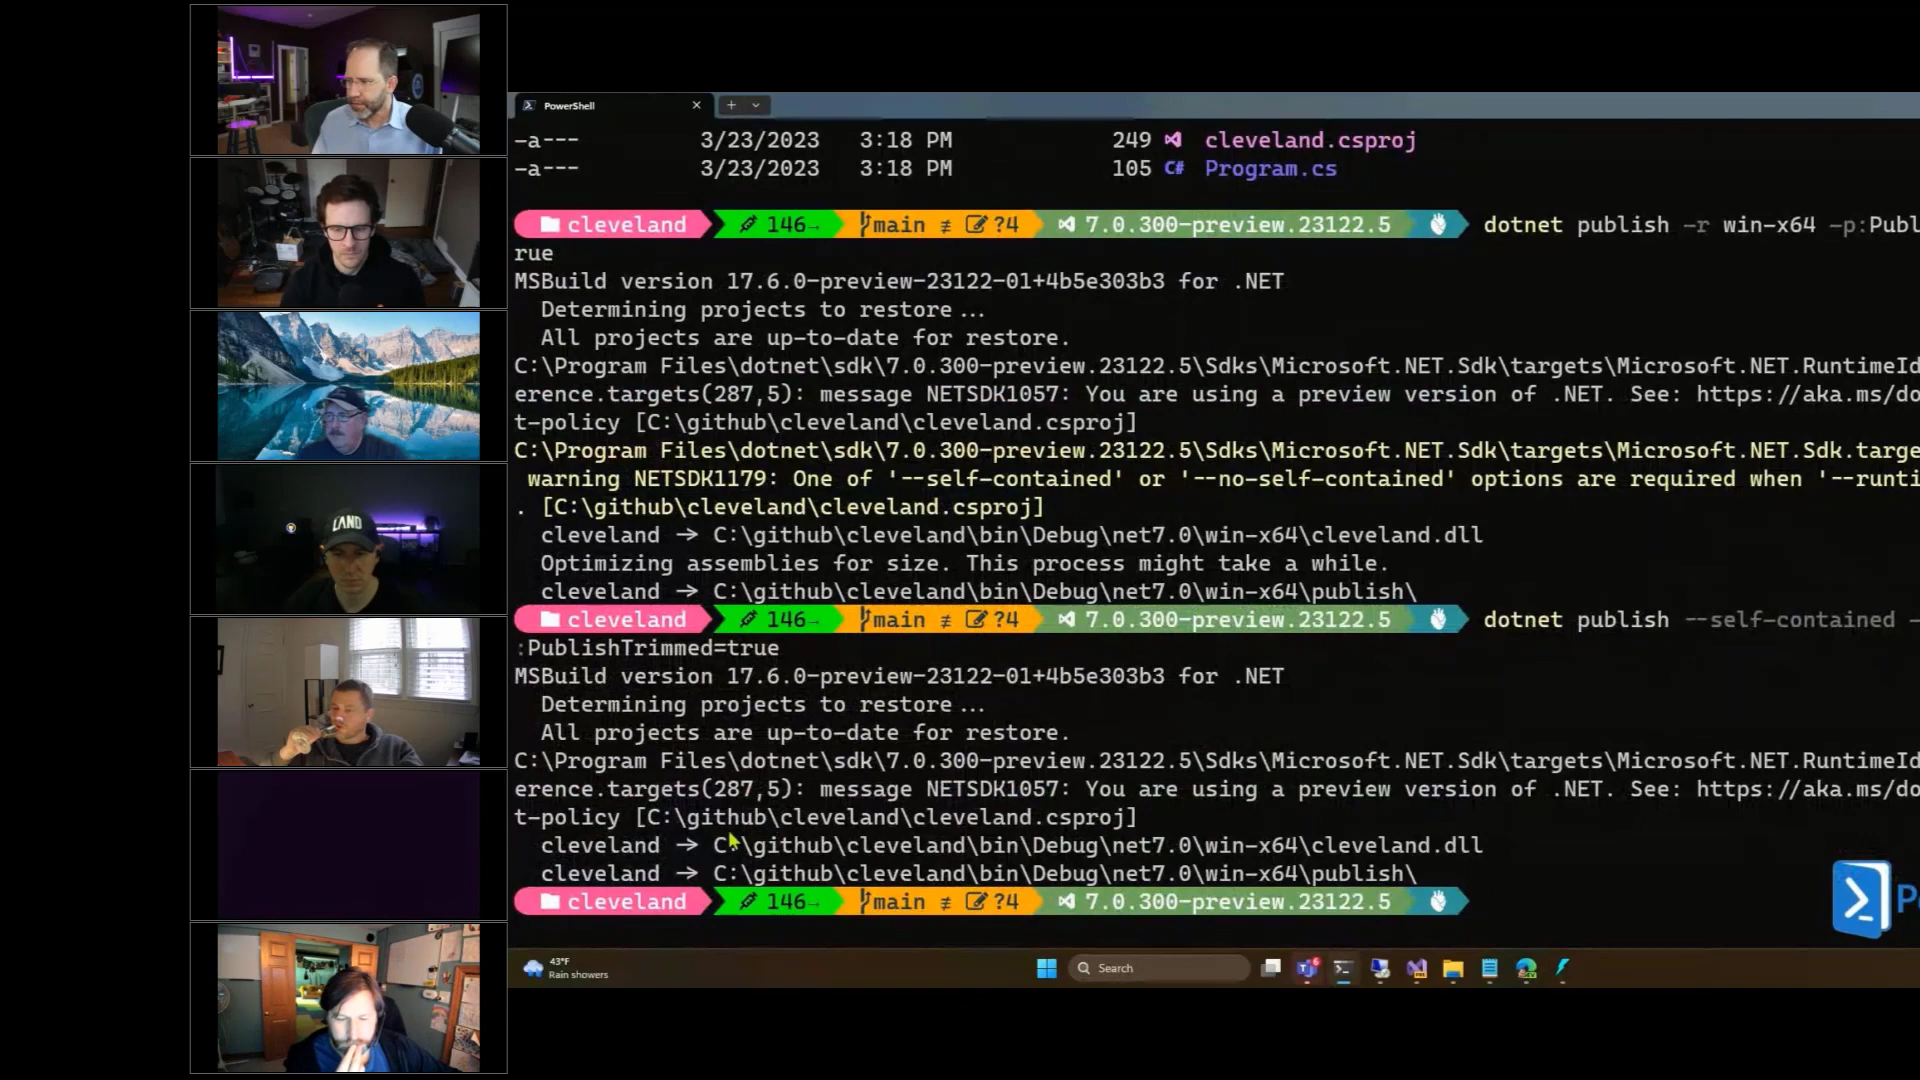 LAND
PowerShell
-a--- 3/23/2023 3:18 PM 249 cleveland.csproj
-a--- 3/23/2023 3:18 PM 105 C# Program.cs
cleveland 146→ main ≢ ?4 7.0.300-preview.23122.5 dotnet publish -r win-x64 -p:Publ
rue
MSBuild version 17.6.0-preview-23122-01+4b5e303b3 for .NET
Determining projects to restore...
All projects are up-to-date for restore.
C:\Program Files\dotnet\sdk\7.0.300-preview.23122.5\Sdks\Microsoft.NET.Sdk\targets\Microsoft.NET.RuntimeId
erence.targets(287,5): message NETSDK1057: You are using a preview version of .NET. See: https://aka.ms/do
t-policy [C:\github\cleveland\cleveland.csproj]
C:\Program Files\dotnet\sdk\7.0.300-preview.23122.5\Sdks\Microsoft.NET.Sdk\targets\Microsoft.NET.Sdk.targe
warning NETSDK1179: One of '--self-contained' or '--no-self-contained' options are required when '--runti
. [C:\github\cleveland\cleveland.csproj]
cleveland → C:\github\cleveland\bin\Debug\net7.0\win-x64\cleveland.dll
Optimizing assemblies for size. This process might take a while.
cleveland → C:\github\cleveland\bin\Debug\net7.0\win-x64\publish\
cleveland 146→ main ≢ ?4 7.0.300-preview.23122.5 dotnet publish --self-contained -
:PublishTrimmed=true
MSBuild version 17.6.0-preview-23122-01+4b5e303b3 for .NET
Determining projects to restore...
All projects are up-to-date for restore.
C:\Program Files\dotnet\sdk\7.0.300-preview.23122.5\Sdks\Microsoft.NET.Sdk\targets\Microsoft.NET.RuntimeId
erence.targets(287,5): message NETSDK1057: You are using a preview version of .NET. See: https://aka.ms/do
t-policy [C:\github\cleveland\cleveland.csproj]
cleveland → C:\github\cleveland\bin\Debug\net7.0\win-x64\cleveland.dll
cleveland → C:\github\cleveland\bin\Debug\net7.0\win-x64\publish\
cleveland 146→ main ≢ ?4 7.0.300-preview.23122.5
43°F
Rain showers
Search